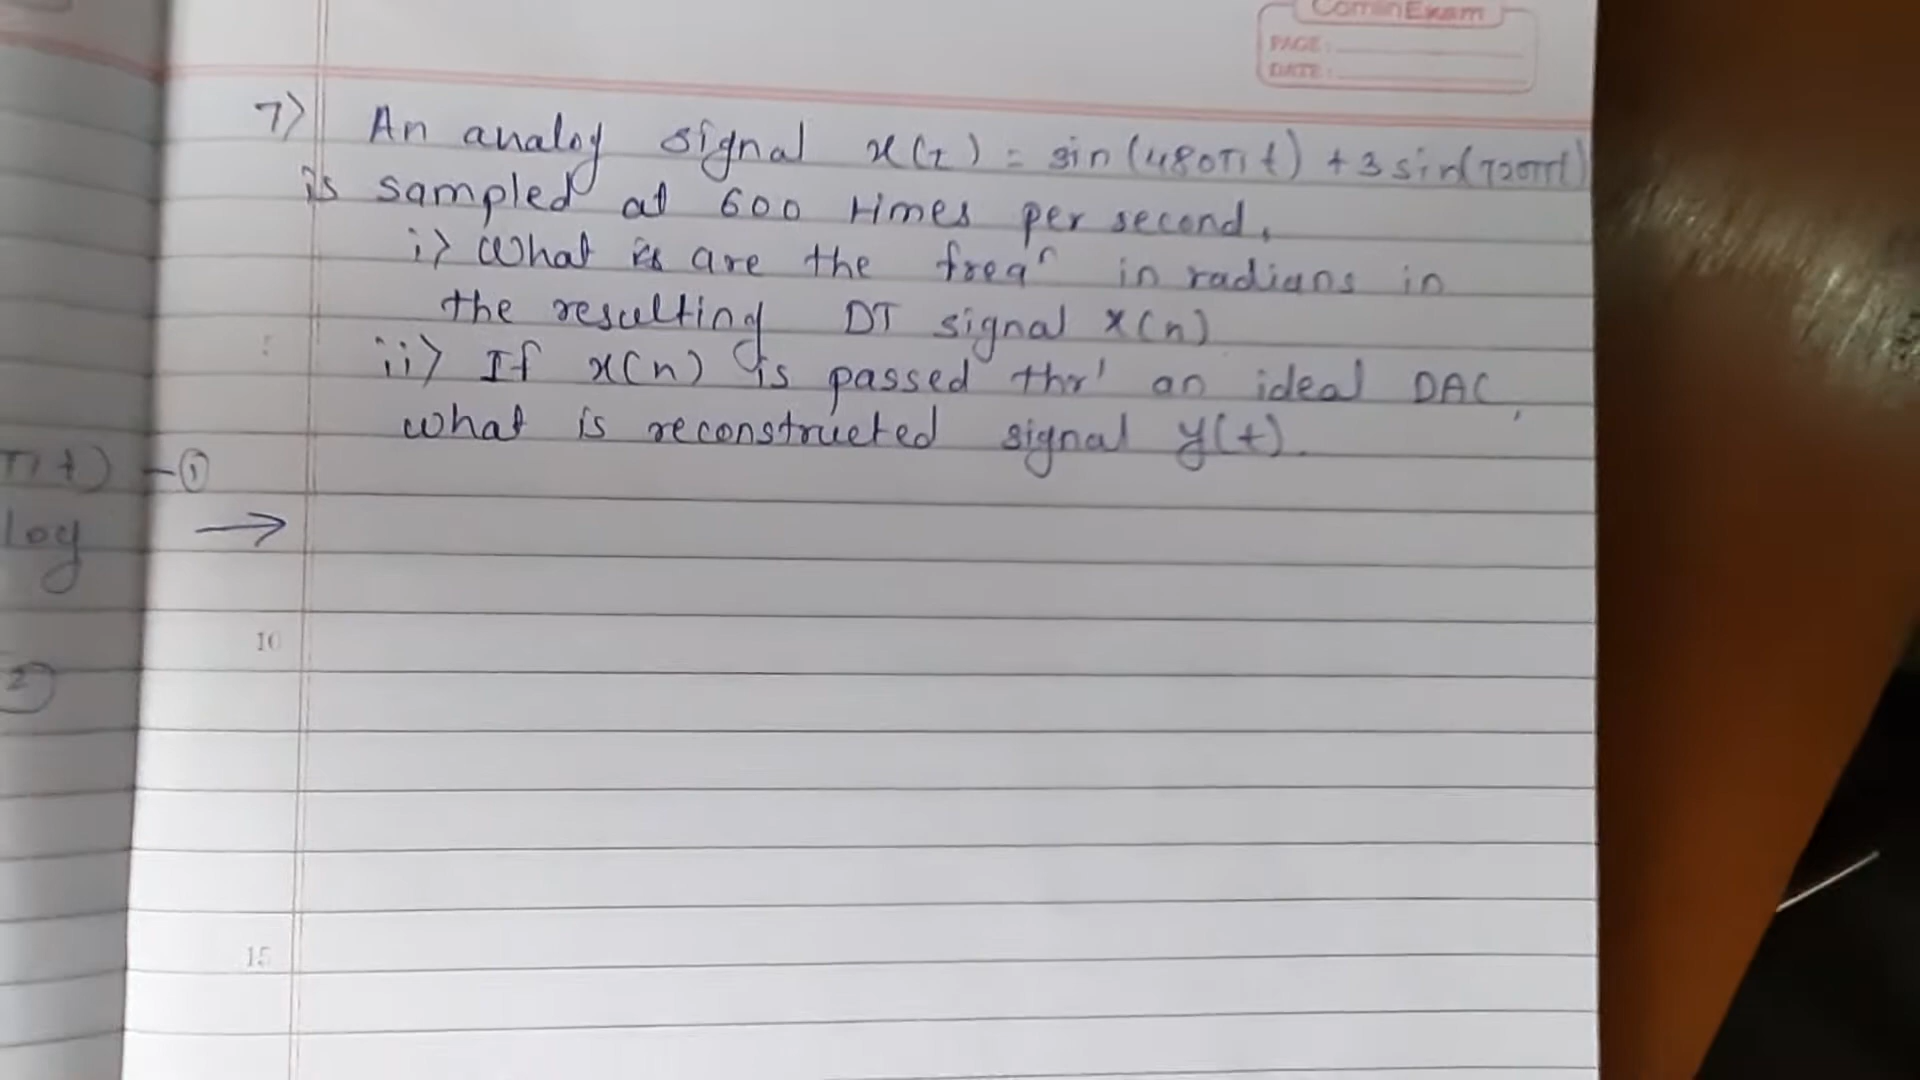 CominExam
PAGE:
DATE:
7) An analog signal x(t) = sin(480πt) + 3 sin(720πt)
is sampled at 600 times per second.
i) What is are the freqⁿ in radians in
the resulting DT signal x(n)
ii) If x(n) is passed thr' an ideal DAC,
what is reconstructed signal y(t).
πt) -①
log →
10
②
15